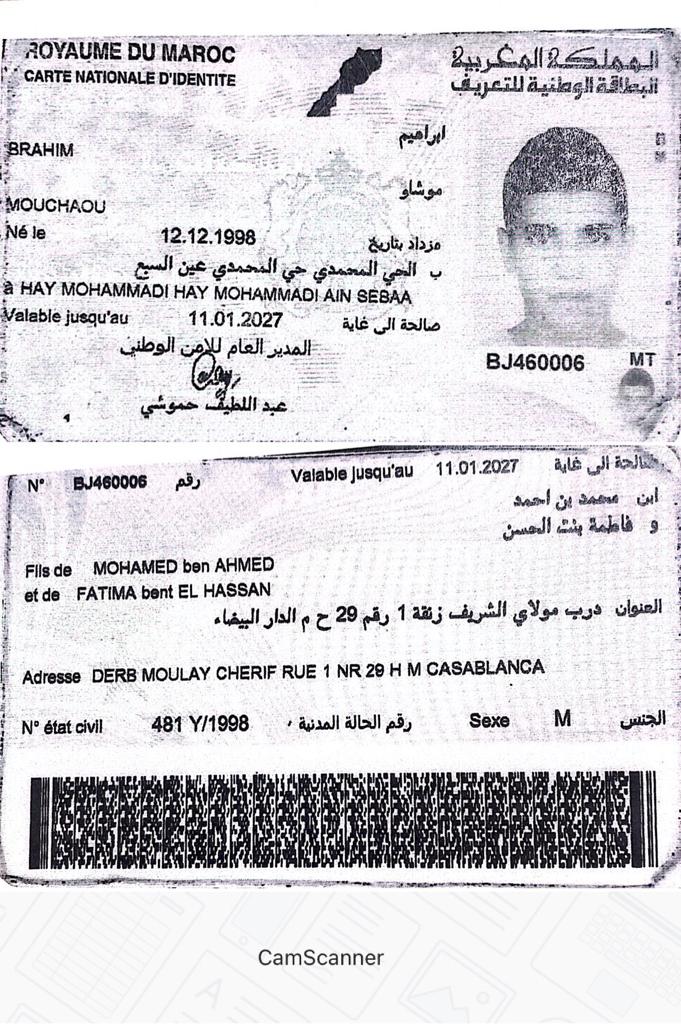 ROYAUME DU MAROC
المملكة المغربية
CARTE NATIONALE D'IDENTITE
البطاقة الوطنية للتعريف
ابراهيم
BRAHIM
موشاو
MOUCHAOU
Né le 12.12.1998 مزداد بتاريخ
ب الحي المحمدي حي المحمدي عين السبع
à HAY MOHAMMADI HAY MOHAMMADI AIN SEBAA
Valable jusqu'au 11.01.2027 صالحة الى غاية
المدير العام للامن الوطني
عبد اللطيف حموشي
BJ460006
MT
N° BJ460006 رقم
Valable jusqu'au 11.01.2027 صالحة الى غاية
ابن محمد بن احمد
و فاطمة بنت الحسن
Fils de MOHAMED ben AHMED
et de FATIMA bent EL HASSAN
العنوان درب مولاي الشريف زنقة 1 رقم 29 ح م الدار البيضاء
Adresse DERB MOULAY CHERIF RUE 1 NR 29 H M CASABLANCA
N° état civil 481 Y/1998 رقم الحالة المدنية
Sexe M الجنس
CamScanner